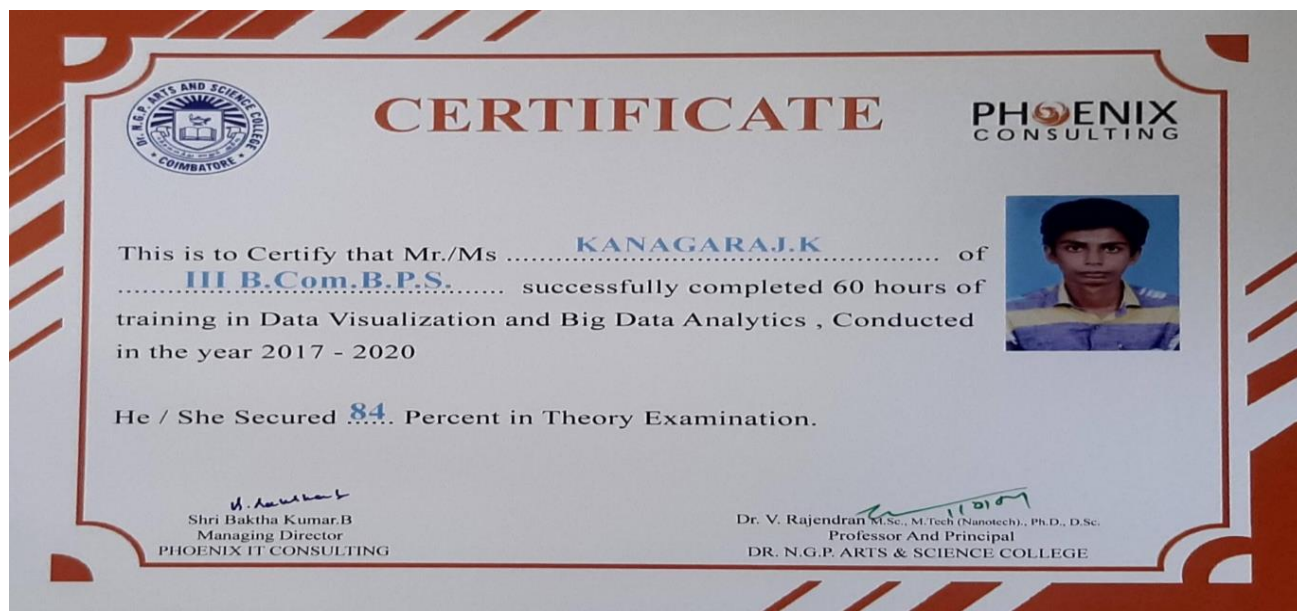 Dr. N.G.P. ARTS AND SCIENCE COLLEGE
* COIMBATORE *
CERTIFICATE
PHOENIX
CONSULTING
This is to Certify that Mr./Ms ..........KANAGARAJ.K.................. of
.........III B.Com.B.P.S........ successfully completed 60 hours of
training in Data Visualization and Big Data Analytics , Conducted
in the year 2017 - 2020
He / She Secured .84.. Percent in Theory Examination.
Shri Baktha Kumar.B
Managing Director
PHOENIX IT CONSULTING
Dr. V. Rajendran M.Sc., M.Tech (Nanotech)., Ph.D., D.Sc.
Professor And Principal
DR. N.G.P. ARTS & SCIENCE COLLEGE